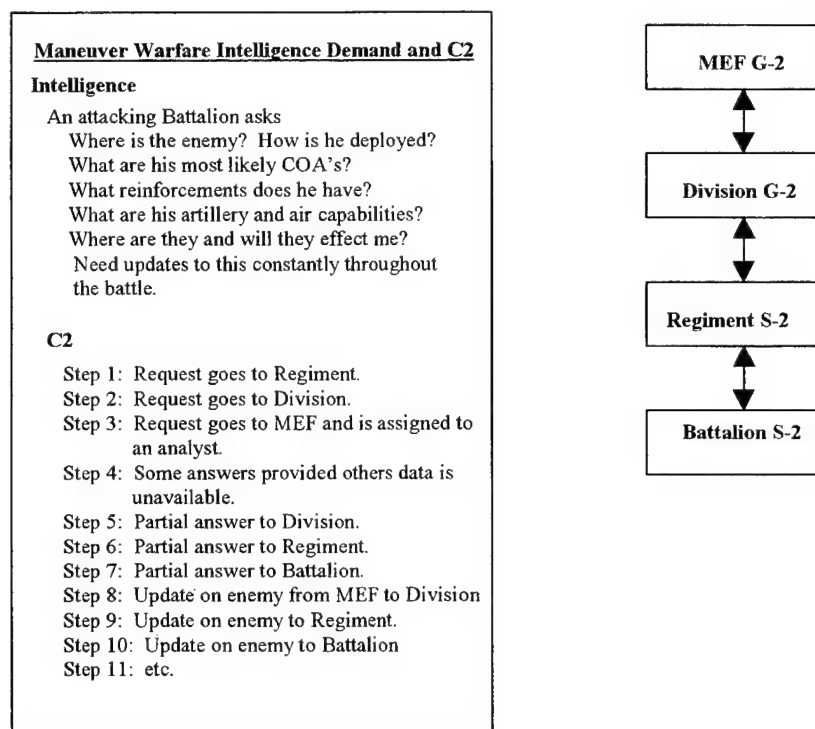 Maneuver Warfare Intelligence Demand and C2
Intelligence
An attacking Battalion asks
Where is the enemy? How is he deployed?
What are his most likely COA's?
What reinforcements does he have?
What are his artillery and air capabilities?
Where are they and will they effect me?
Need updates to this constantly throughout
the battle.
C2
Step 1: Request goes to Regiment.
Step 2: Request goes to Division.
Step 3: Request goes to MEF and is assigned to
an analyst.
Step 4: Some answers provided others data is
unavailable.
Step 5: Partial answer to Division.
Step 6: Partial answer to Regiment.
Step 7: Partial answer to Battalion.
Step 8: Update on enemy from MEF to Division
Step 9: Update on enemy to Regiment.
Step 10: Update on enemy to Battalion
Step 11: etc.
MEF G-2
Division G-2
Regiment S-2
Battalion S-2